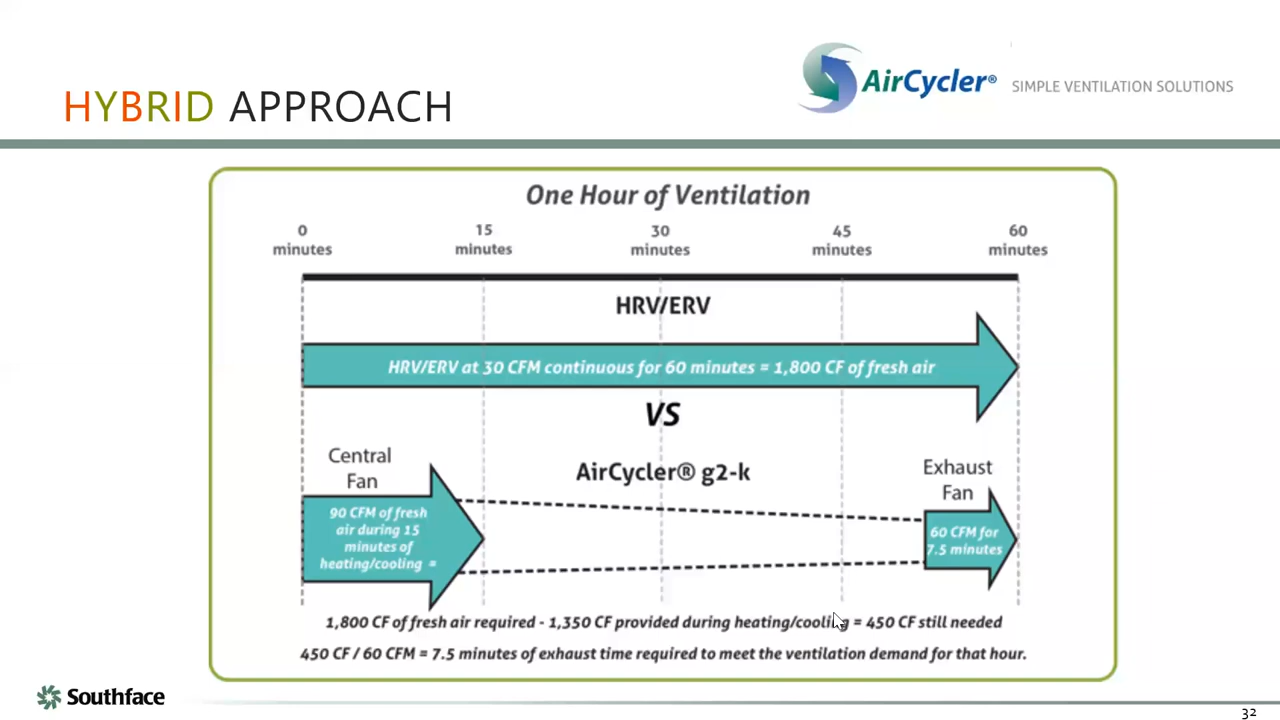 AirCycler®
SIMPLE VENTILATION SOLUTIONS
HYBRID APPROACH
One Hour of Ventilation
0
minutes
15
minutes
30
minutes
45
minutes
60
minutes
HRV/ERV
HRV/ERV at 30 CFM continuous for 60 minutes = 1,800 CF of fresh air
VS
AirCycler® g2-k
Central
Fan
90 CFM of fresh
air during 15
minutes of
heating/cooling =
Exhaust
Fan
60 CFM for
7.5 minutes
1,800 CF of fresh air required - 1,350 CF provided during heating/cooling = 450 CF still needed
450 CF / 60 CFM = 7.5 minutes of exhaust time required to meet the ventilation demand for that hour.
Southface
32